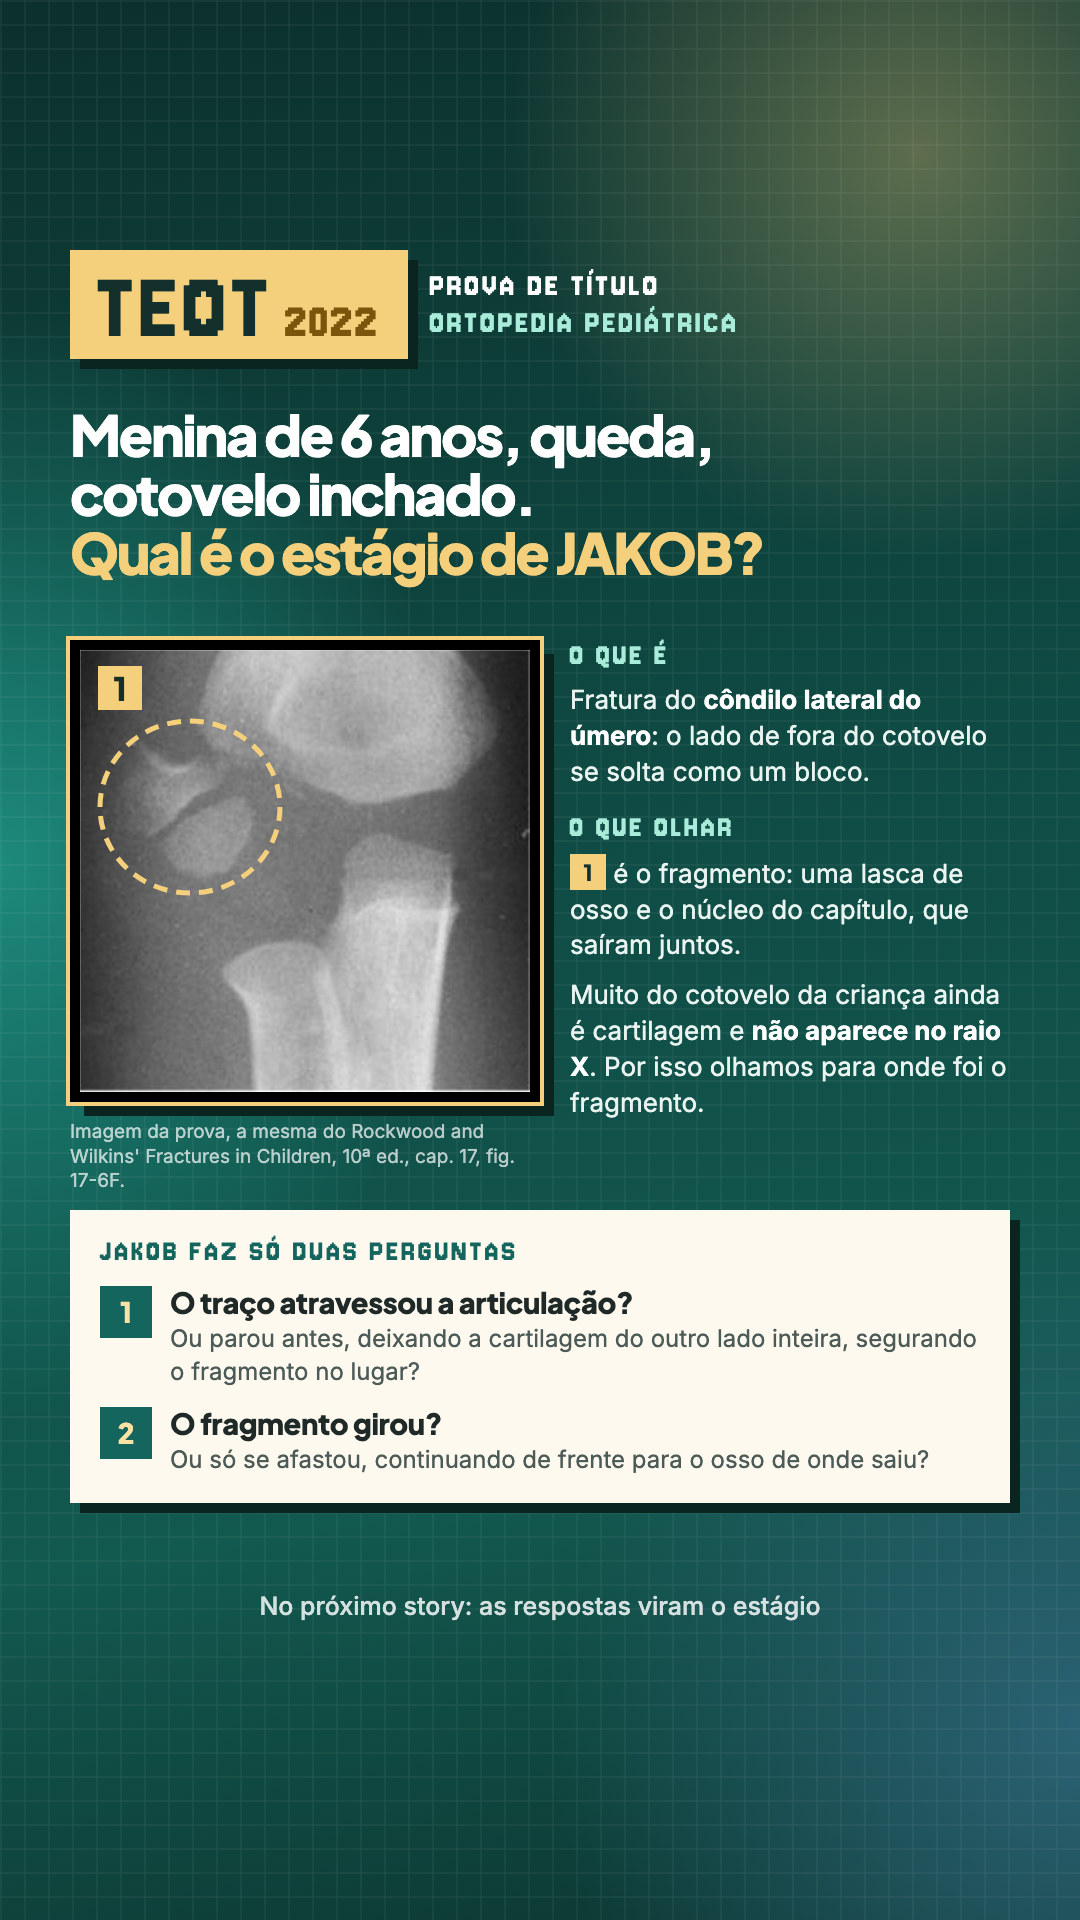 TEOT 2022
PROVA DE TÍTULO
ORTOPEDIA PEDIÁTRICA
Menina de 6 anos, queda,
cotovelo inchado.
Qual é o estágio de JAKOB?
1
O QUE É
Fratura do côndilo lateral do
úmero: o lado de fora do cotovelo
se solta como um bloco.
O QUE OLHAR
1 é o fragmento: uma lasca de
osso e o núcleo do capítulo, que
saíram juntos.
Muito do cotovelo da criança ainda
é cartilagem e não aparece no raio
X. Por isso olhamos para onde foi o
fragmento.
Imagem da prova, a mesma do Rockwood and
Wilkins' Fractures in Children, 10ª ed., cap. 17, fig.
17-6F.
JAKOB FAZ SÓ DUAS PERGUNTAS
1 O traço atravessou a articulação?
Ou parou antes, deixando a cartilagem do outro lado inteira, segurando
o fragmento no lugar?
2 O fragmento girou?
Ou só se afastou, continuando de frente para o osso de onde saiu?
No próximo story: as respostas viram o estágio